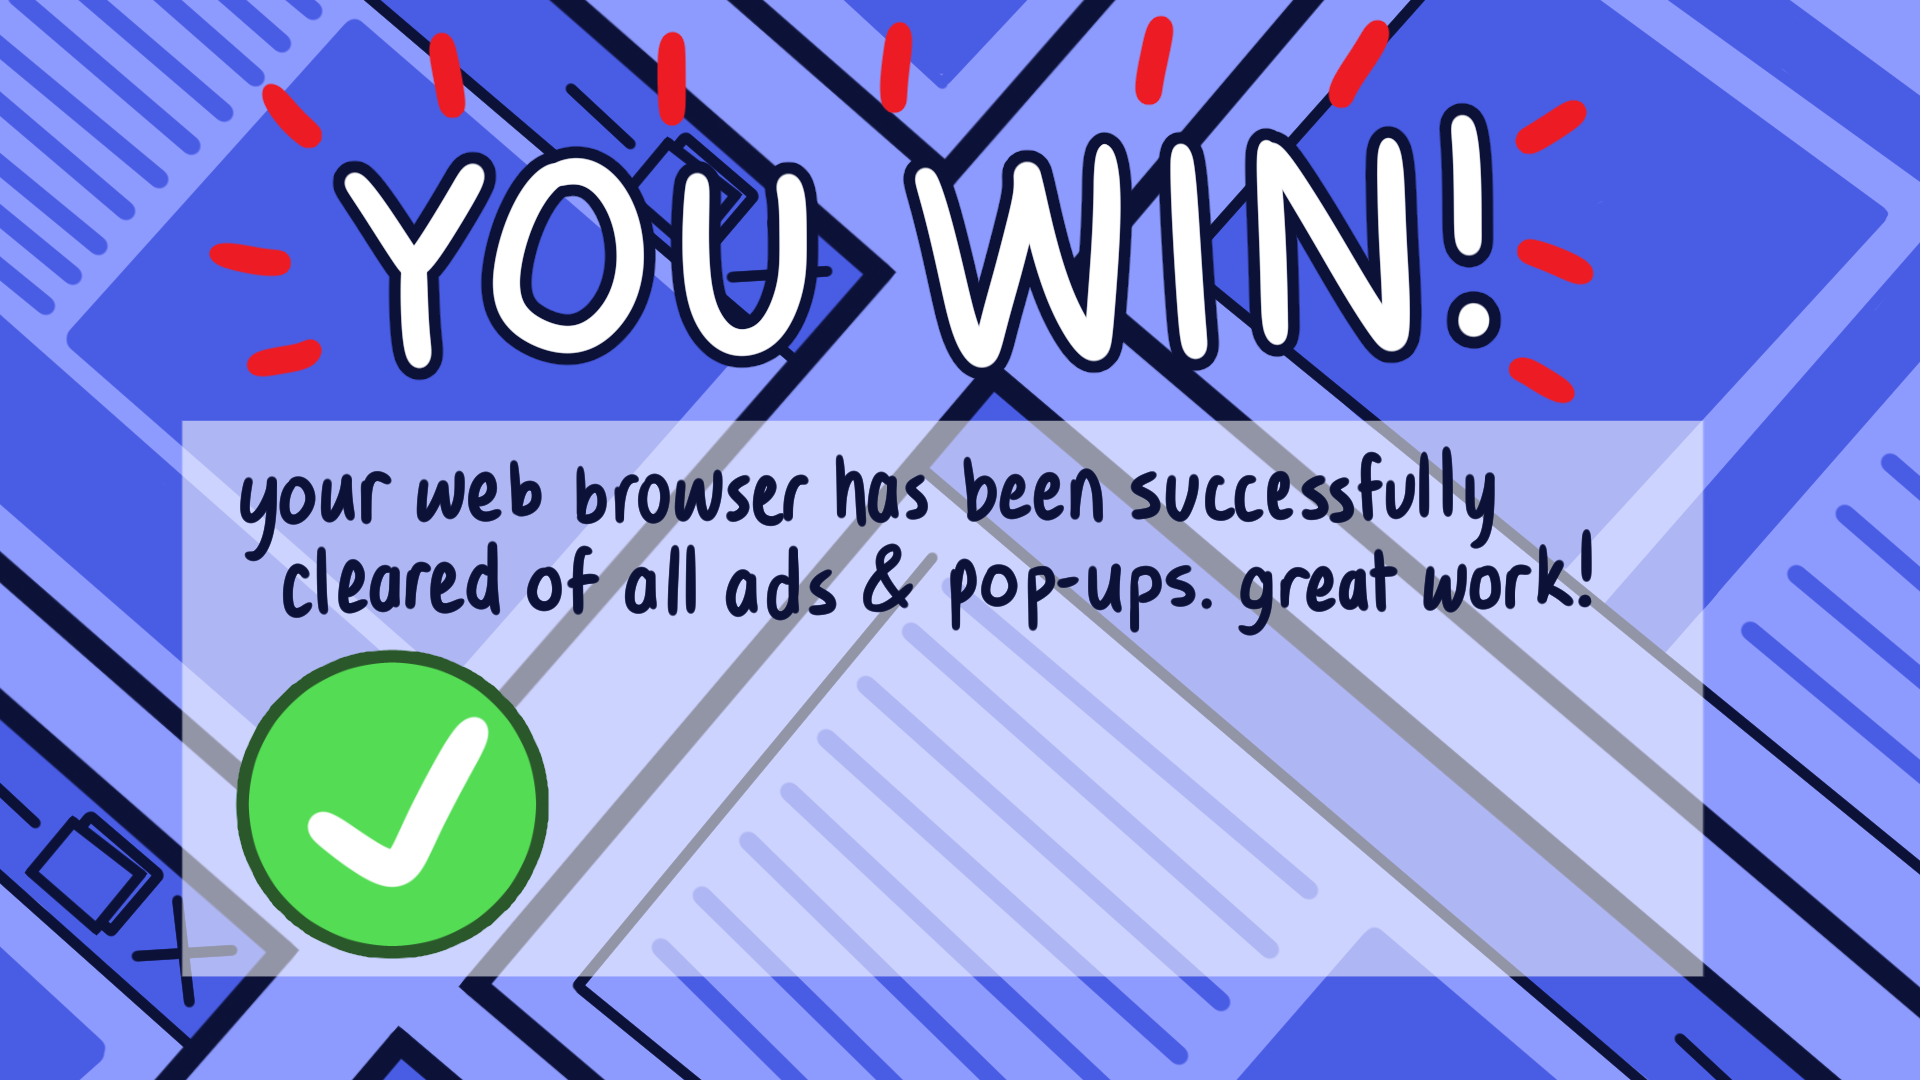 YOU WIN!
your web browser has been successfully
cleared of all ads & pop-ups. great work!